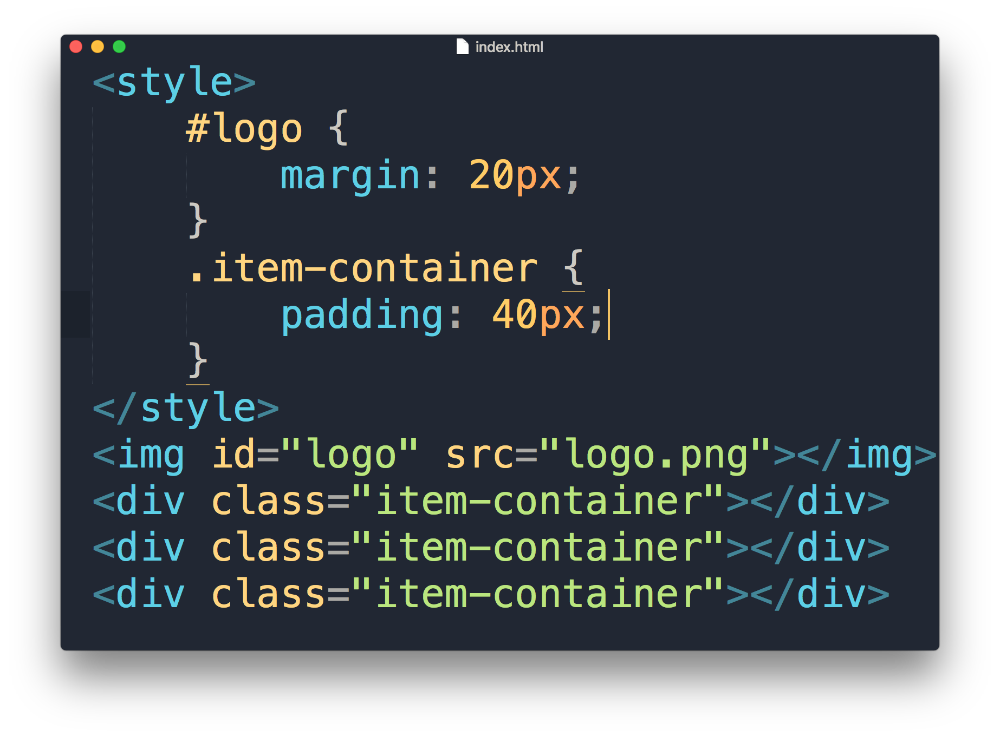 index.html
<style>
#logo {
margin: 20px;
}
.item-container {
padding: 40px;
}
</style>
<img id="logo" src="logo.png"></img>
<div class="item-container"></div>
<div class="item-container"></div>
<div class="item-container"></div>